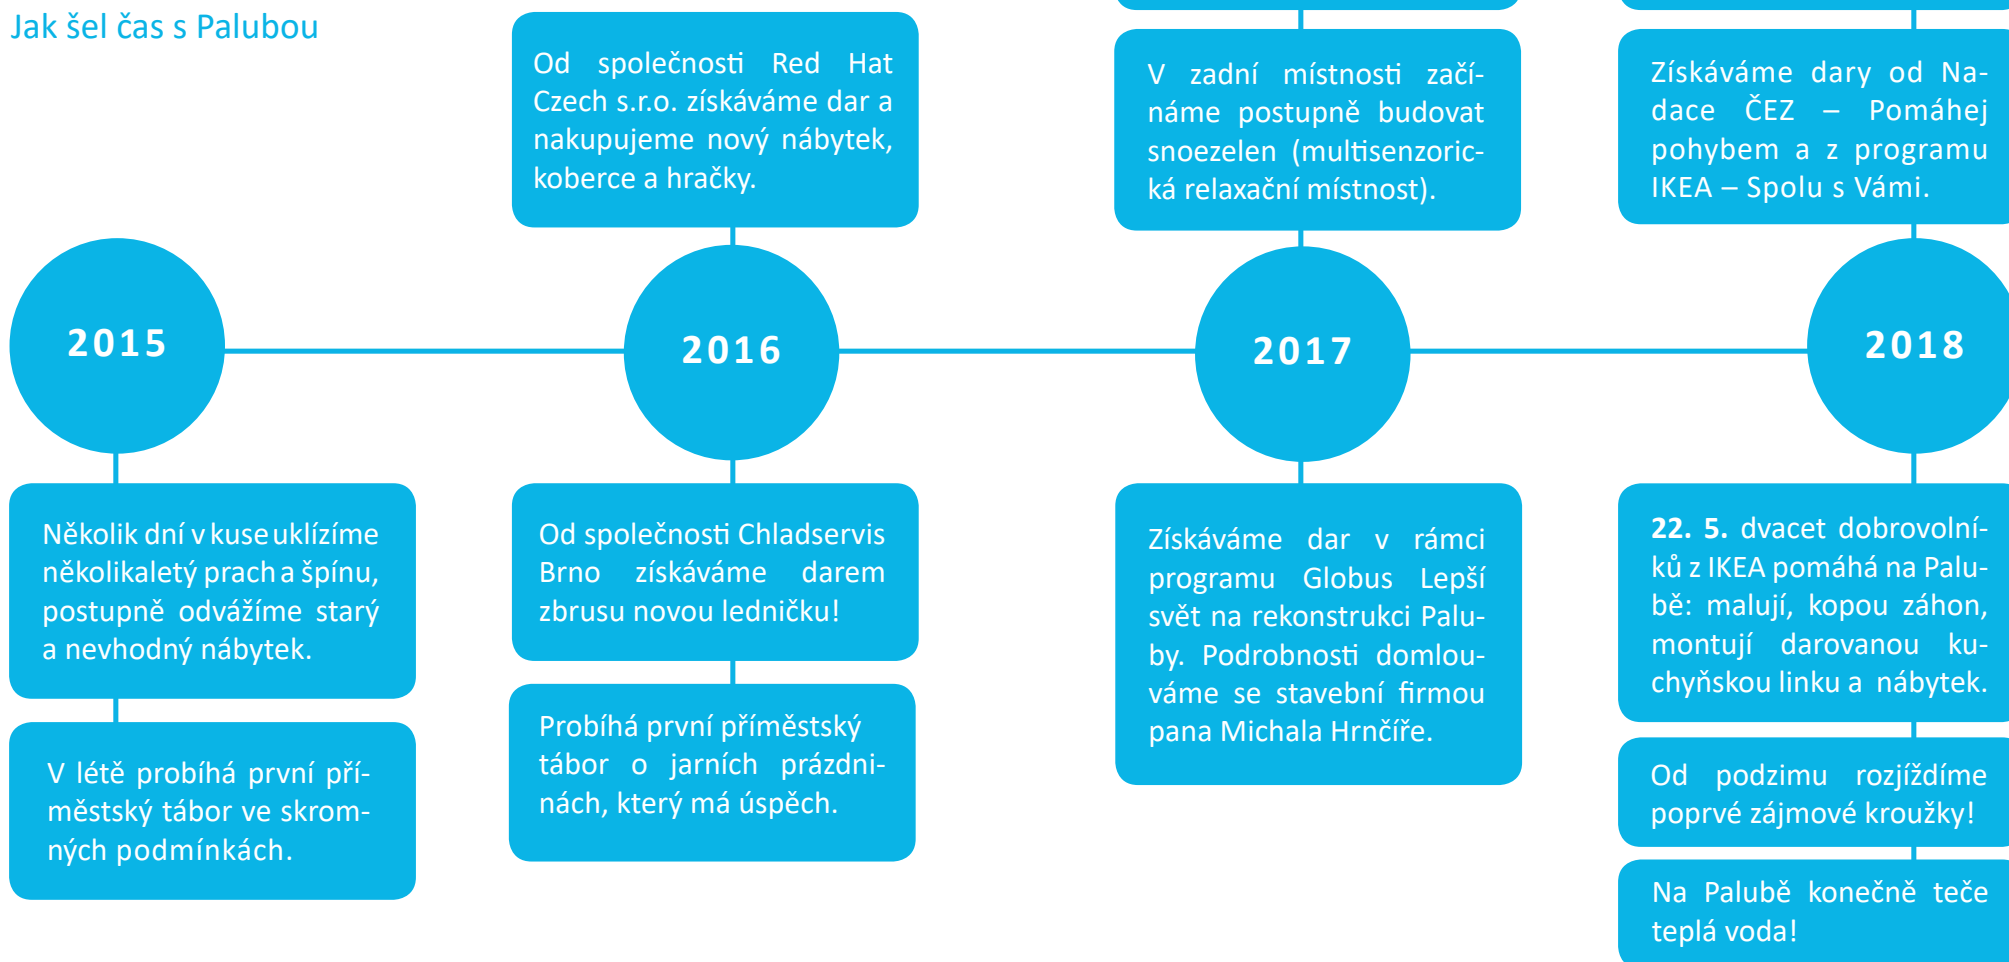 Jak šel čas s Palubou
2015
Několik dní v kuse uklízíme
několikaletý prach a špínu,
postupně odvážíme starý
a nevhodný nábytek.
V létě probíhá první pří-
městský tábor ve skrom-
ných podmínkách.
Od společnosti Red Hat
Czech s.r.o. získáváme dar a
nakupujeme nový nábytek,
koberce a hračky.
2016
Od společnosti Chladservis
Brno získáváme darem
zbrusu novou ledničku!
Probíhá první příměstský
tábor o jarních prázdni-
nách, který má úspěch.
V zadní místnosti začí-
náme postupně budovat
snoezelen (multisenzoric-
ká relaxační místnost).
2017
Získáváme dar v rámci
programu Globus Lepší
svět na rekonstrukci Palu-
by. Podrobnosti domlou-
váme se stavební firmou
pana Michala Hrnčíře.
Získáváme dary od Na-
dace ČEZ – Pomáhej
pohybem a z programu
IKEA – Spolu s Vámi.
2018
22. 5. dvacet dobrovolní-
ků z IKEA pomáhá na Palu-
bě: malují, kopou záhon,
montují darovanou ku-
chyňskou linku a nábytek.
Od podzimu rozjíždíme
poprvé zájmové kroužky!
Na Palubě konečně teče
teplá voda!